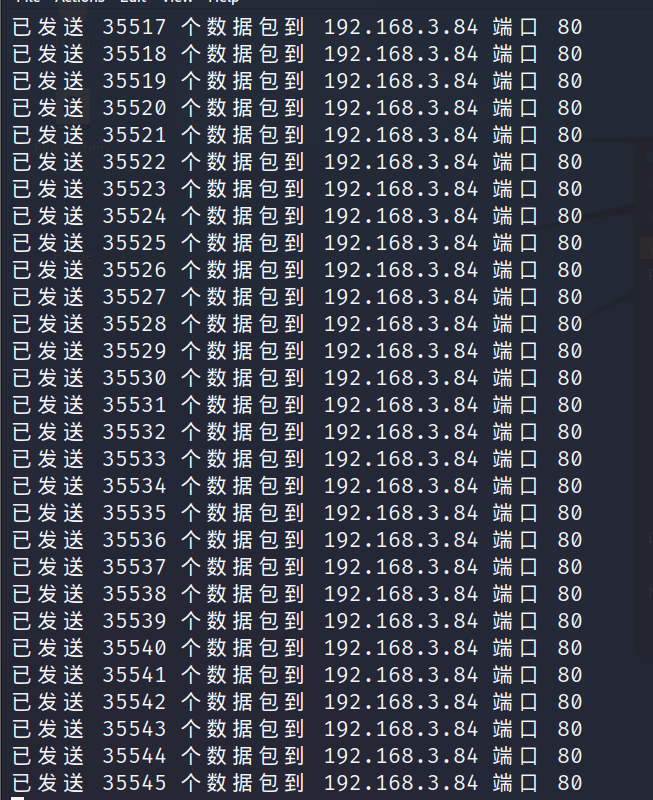 File Actions Edit View Help
已发送 35517 个数据包到 192.168.3.84 端口 80
已发送 35518 个数据包到 192.168.3.84 端口 80
已发送 35519 个数据包到 192.168.3.84 端口 80
已发送 35520 个数据包到 192.168.3.84 端口 80
已发送 35521 个数据包到 192.168.3.84 端口 80
已发送 35522 个数据包到 192.168.3.84 端口 80
已发送 35523 个数据包到 192.168.3.84 端口 80
已发送 35524 个数据包到 192.168.3.84 端口 80
已发送 35525 个数据包到 192.168.3.84 端口 80
已发送 35526 个数据包到 192.168.3.84 端口 80
已发送 35527 个数据包到 192.168.3.84 端口 80
已发送 35528 个数据包到 192.168.3.84 端口 80
已发送 35529 个数据包到 192.168.3.84 端口 80
已发送 35530 个数据包到 192.168.3.84 端口 80
已发送 35531 个数据包到 192.168.3.84 端口 80
已发送 35532 个数据包到 192.168.3.84 端口 80
已发送 35533 个数据包到 192.168.3.84 端口 80
已发送 35534 个数据包到 192.168.3.84 端口 80
已发送 35535 个数据包到 192.168.3.84 端口 80
已发送 35536 个数据包到 192.168.3.84 端口 80
已发送 35537 个数据包到 192.168.3.84 端口 80
已发送 35538 个数据包到 192.168.3.84 端口 80
已发送 35539 个数据包到 192.168.3.84 端口 80
已发送 35540 个数据包到 192.168.3.84 端口 80
已发送 35541 个数据包到 192.168.3.84 端口 80
已发送 35542 个数据包到 192.168.3.84 端口 80
已发送 35543 个数据包到 192.168.3.84 端口 80
已发送 35544 个数据包到 192.168.3.84 端口 80
已发送 35545 个数据包到 192.168.3.84 端口 80